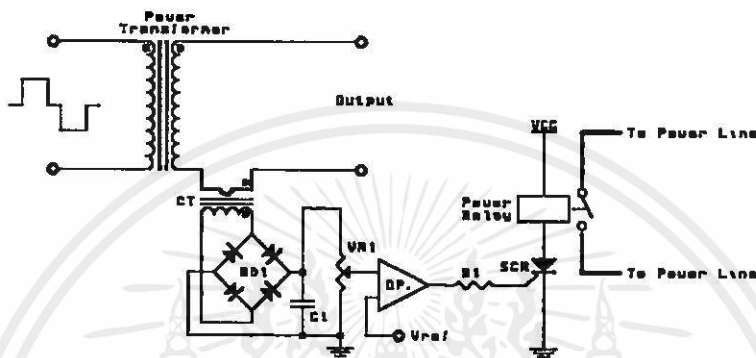 Power
Transformer
Output
VCC
To Power Line
CT
Power
Relay
VR1
BD1
SCR
OP.
R1
To Power Line
C1
Vref